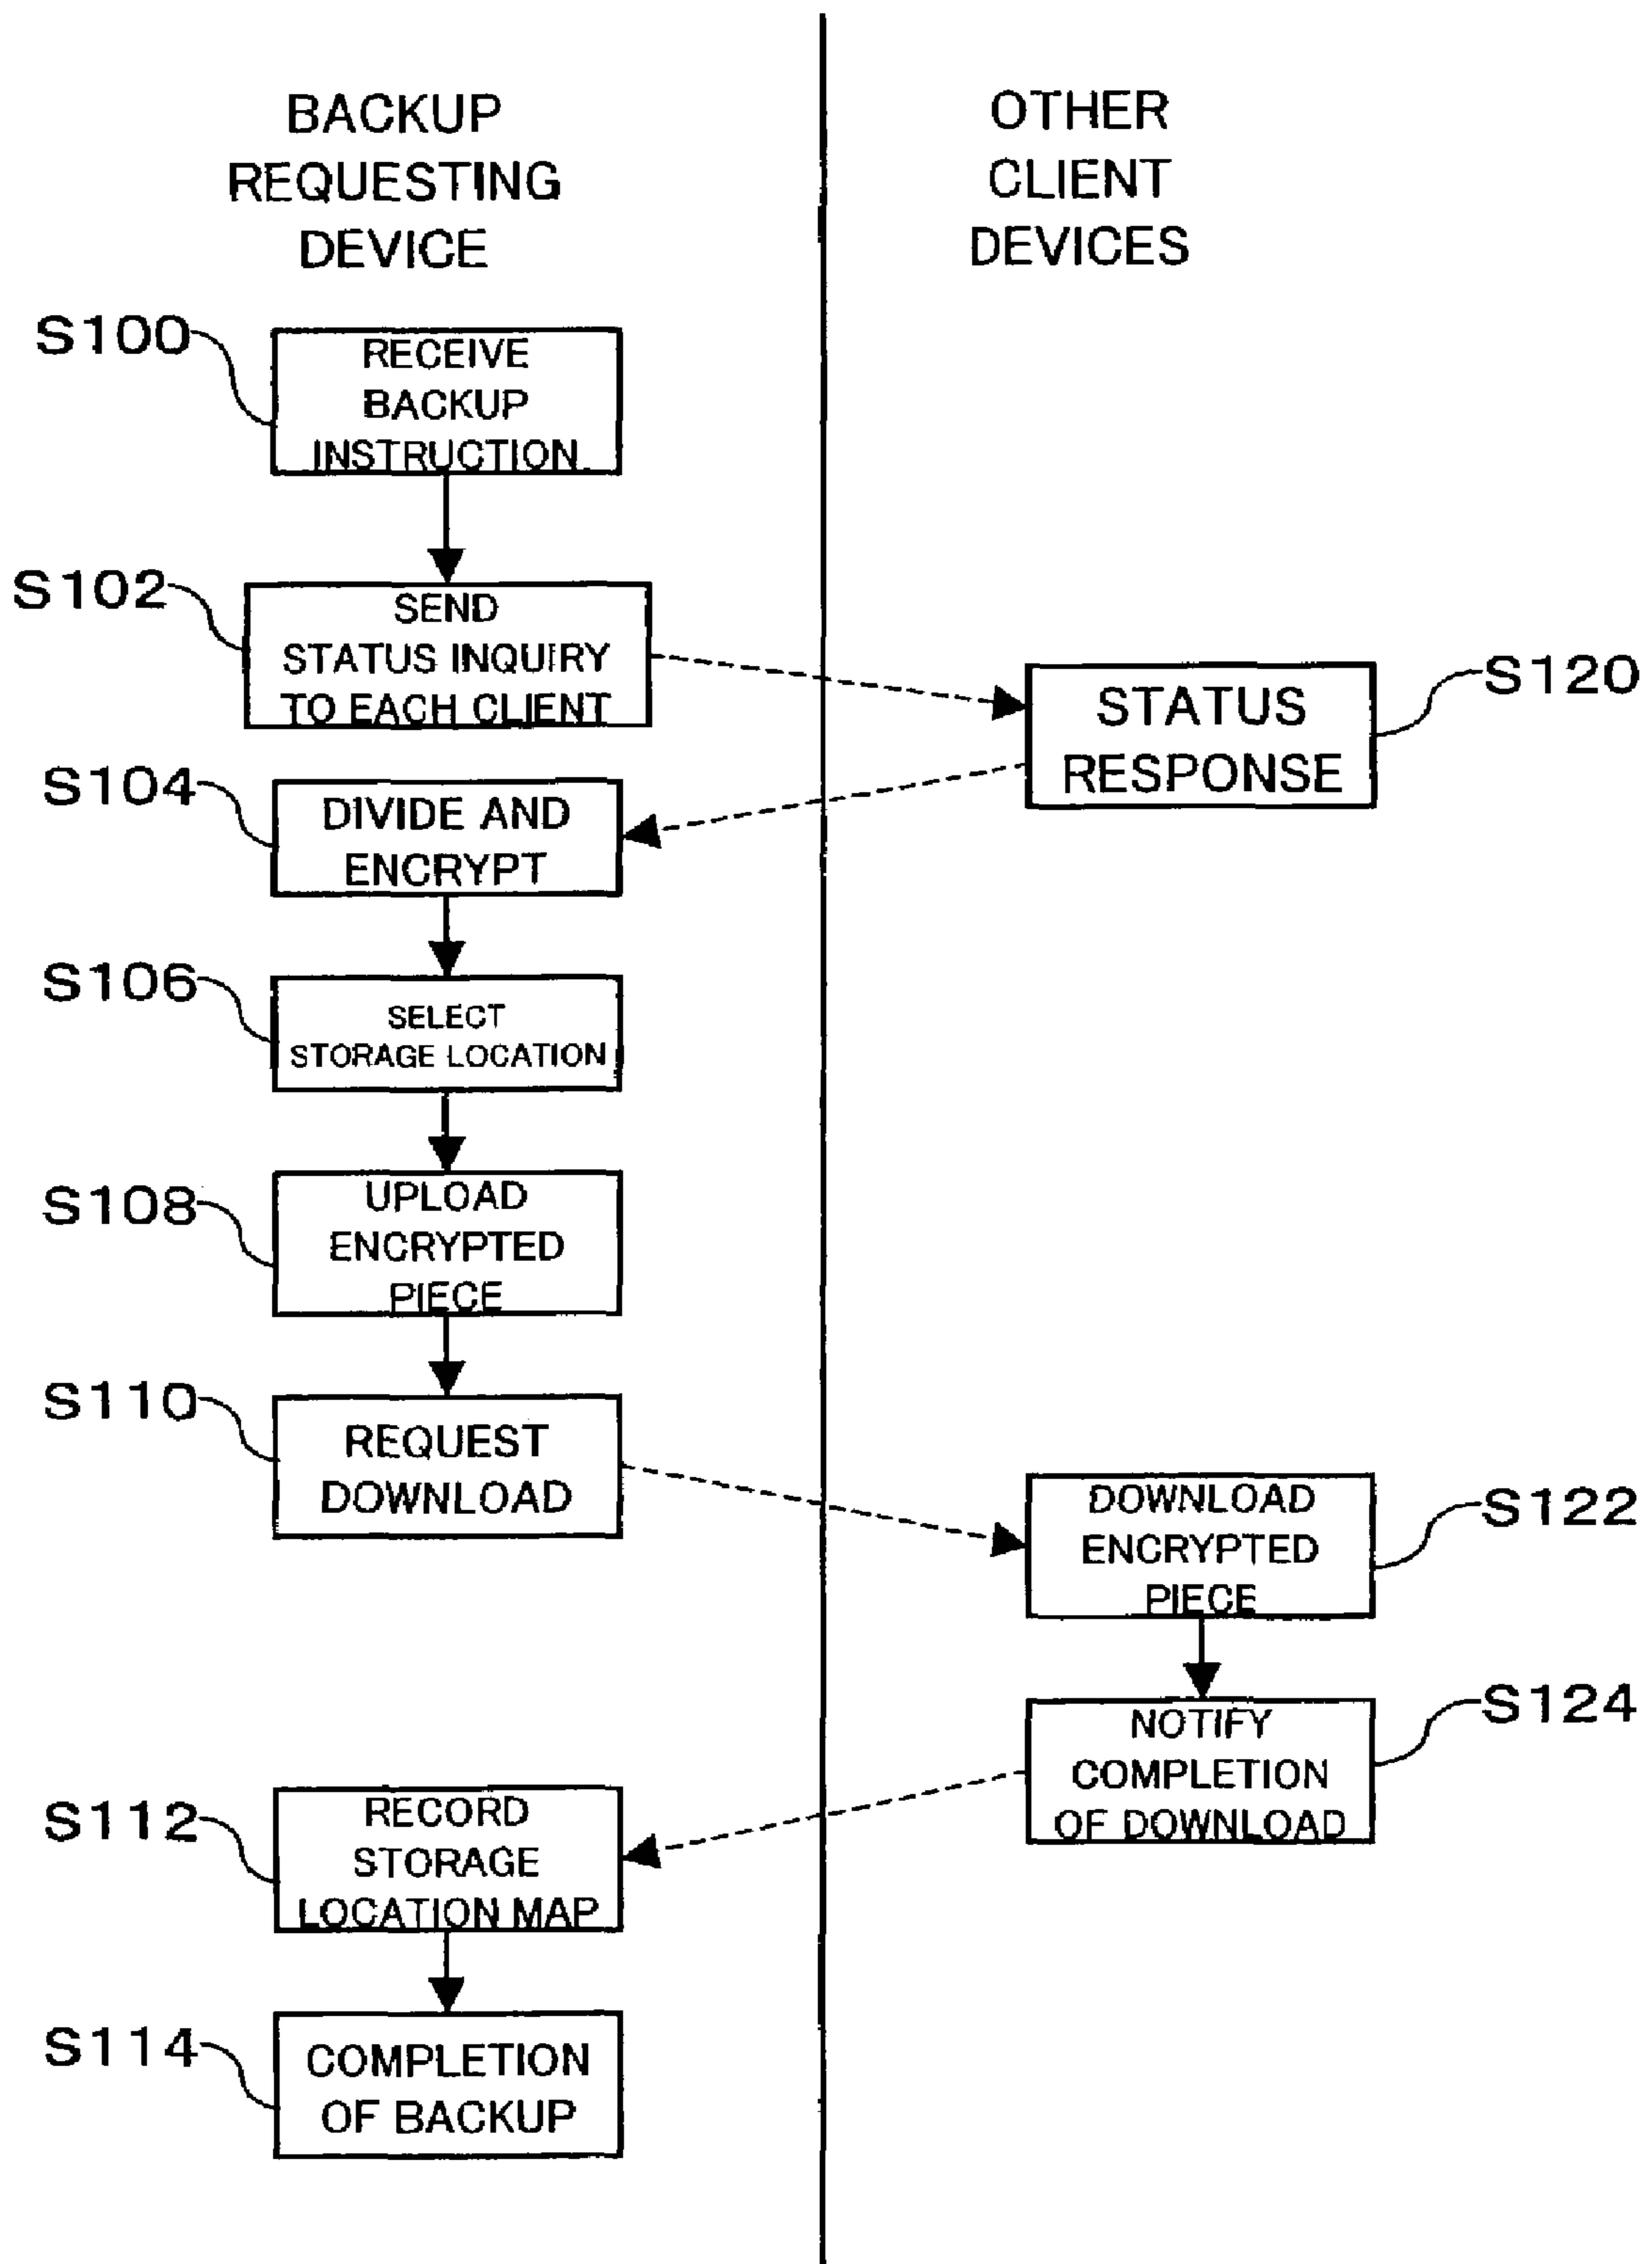 BACKUP
REQUESTING
DEVICE
OTHER
CLIENT
DEVICES
S100
RECEIVE
BACKUP
INSTRUCTION
S102
SEND
STATUS INQUIRY
TO EACH CLIENT
S120
STATUS
RESPONSE
S104
DIVIDE AND
ENCRYPT
S106
SELECT
STORAGE LOCATION
S108
UPLOAD
ENCRYPTED
PIECE
S110
REQUEST
DOWNLOAD
S122
DOWNLOAD
ENCRYPTED
PIECE
S124
NOTIFY
COMPLETION
OF DOWNLOAD
S112
RECORD
STORAGE
LOCATION MAP
S114
COMPLETION
OF BACKUP